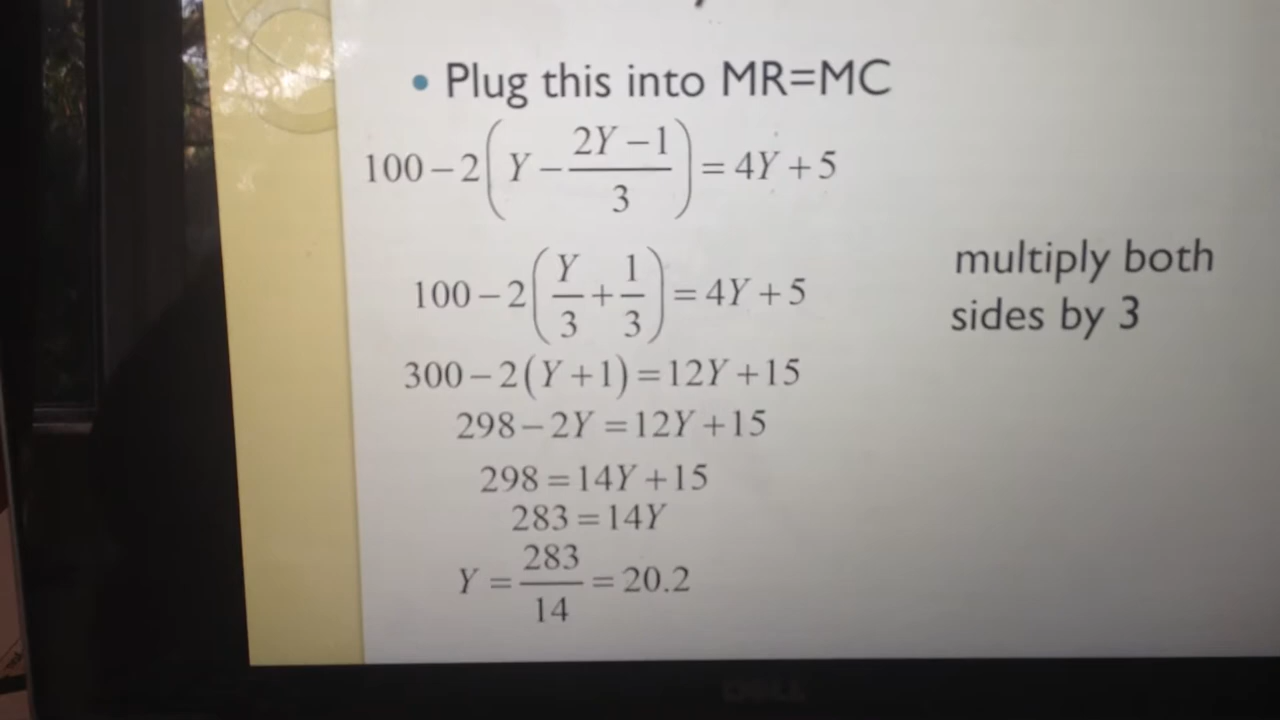 • Plug this into MR=MC
100−2(Y−(2Y−1)/3)=4Y+5
100−2(Y/3+1/3)=4Y+5
multiply both
sides by 3
300−2(Y+1)=12Y+15
298−2Y=12Y+15
298=14Y+15
283=14Y
Y=283/14=20.2
DELL